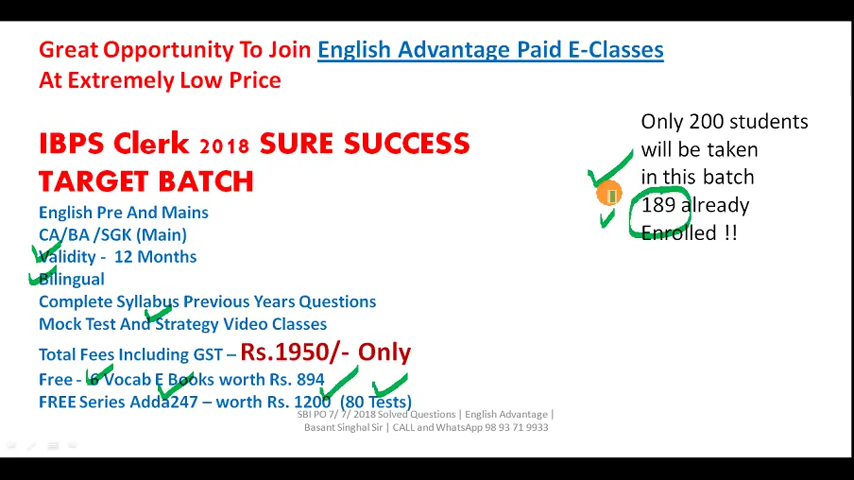 Great Opportunity To Join English Advantage Paid E-Classes
At Extremely Low Price
IBPS Clerk 2018 SURE SUCCESS
TARGET BATCH
English Pre And Mains
CA/BA /SGK (Main)
Validity - 12 Months
Bilingual
Complete Syllabus Previous Years Questions
Mock Test And Strategy Video Classes
Total Fees Including GST – Rs.1950/- Only
Free - 6 Vocab E Books worth Rs. 894
FREE Series Adda247 – worth Rs. 1200 (80 Tests)
Only 200 students
will be taken
in this batch
189 already
Enrolled !!
SBI PO 7/ 7/ 2018 Solved Questions | English Advantage |
Basant Singhal Sir | CALL and WhatsApp 98 93 71 9933